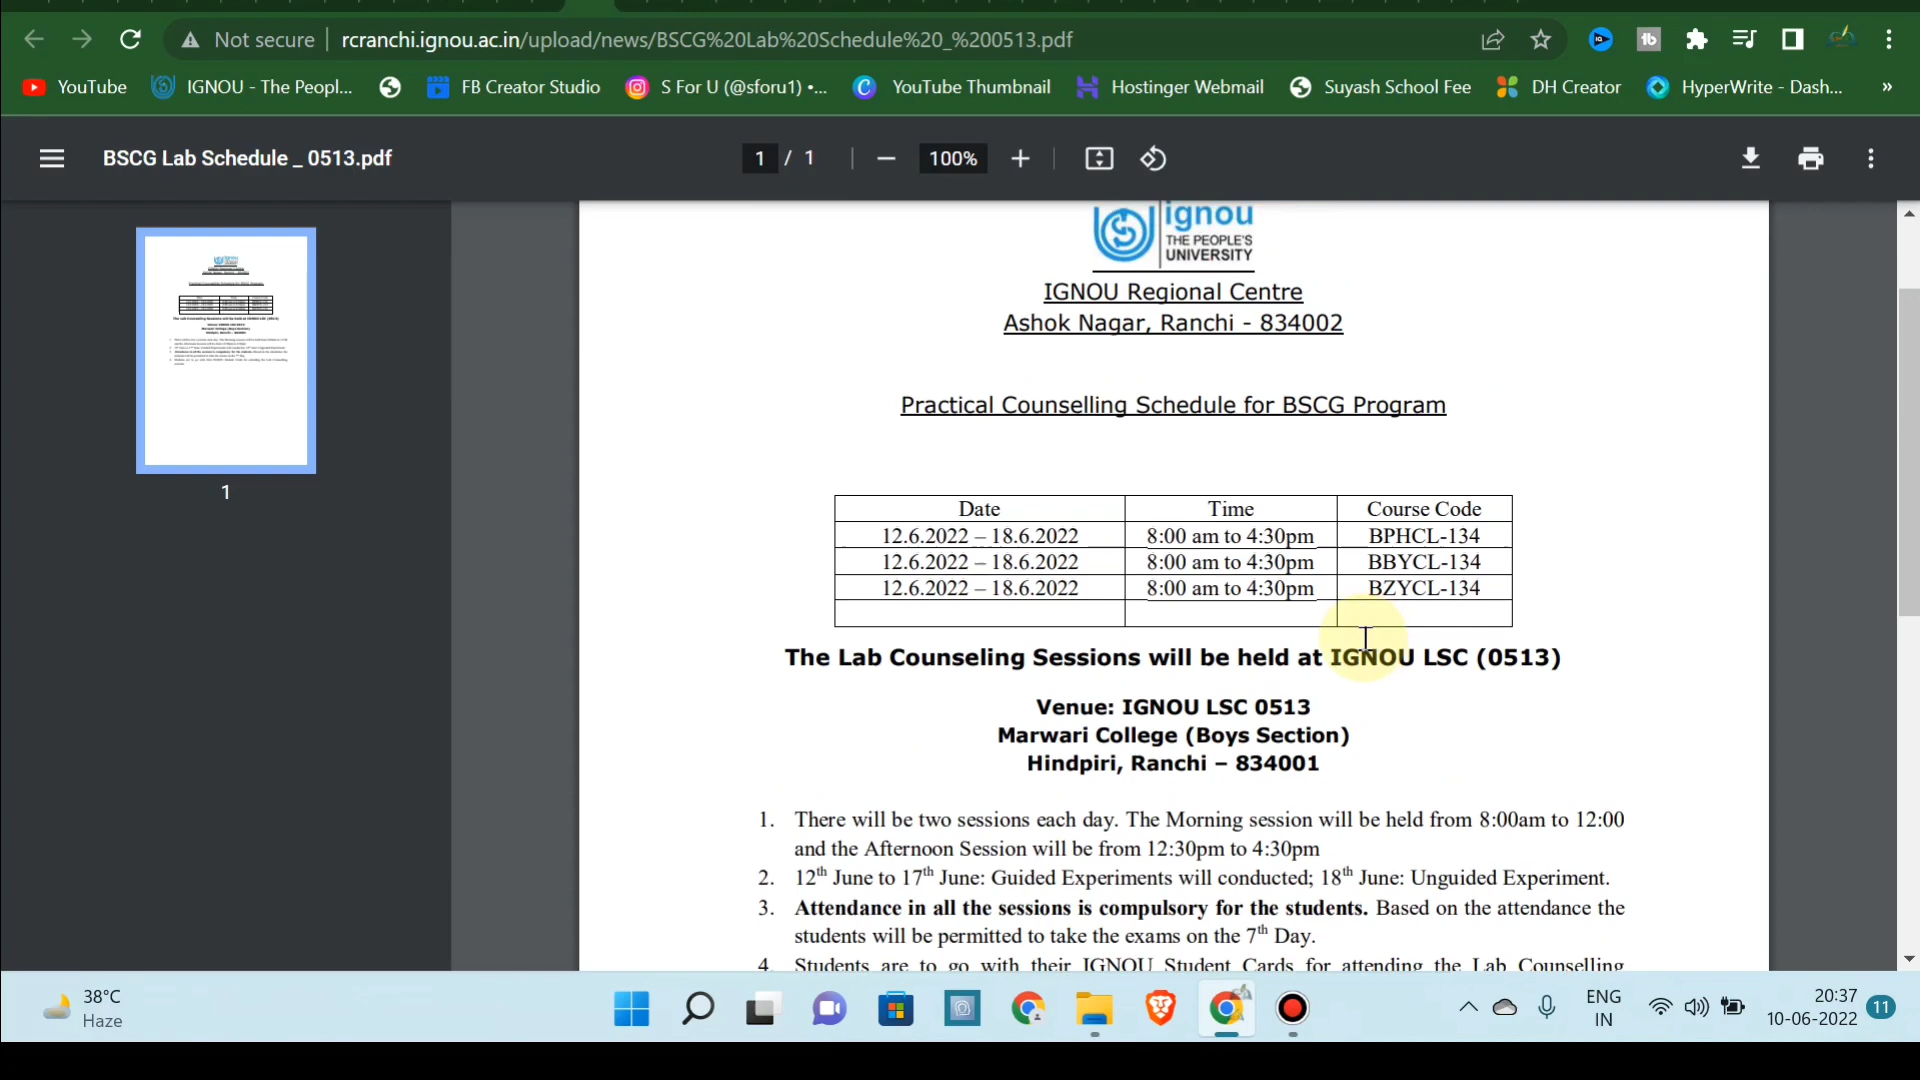 Not secure rcranchi.ignou.ac.in/upload/news/BSCG%20Lab%20Schedule%20_%200513.pdf
YouTube IGNOU - The Peopl... FB Creator Studio S For U (@sforu1) •... YouTube Thumbnail Hostinger Webmail Suyash School Fee DH Creator HyperWrite - Dash... »
BSCG Lab Schedule _ 0513.pdf 1 / 1 — 100% +
ignou
THE PEOPLE'S
UNIVERSITY
IGNOU Regional Centre
Ashok Nagar, Ranchi - 834002
Practical Counselling Schedule for BSCG Program
1
Date Time Course Code
12.6.2022 – 18.6.2022 8:00 am to 4:30pm BPHCL-134
12.6.2022 – 18.6.2022 8:00 am to 4:30pm BBYCL-134
12.6.2022 – 18.6.2022 8:00 am to 4:30pm BZYCL-134
The Lab Counseling Sessions will be held at IGNOU LSC (0513)
Venue: IGNOU LSC 0513
Marwari College (Boys Section)
Hindpiri, Ranchi – 834001
1. There will be two sessions each day. The Morning session will be held from 8:00am to 12:00
and the Afternoon Session will be from 12:30pm to 4:30pm
2. 12th June to 17th June: Guided Experiments will conducted; 18th June: Unguided Experiment.
3. Attendance in all the sessions is compulsory for the students. Based on the attendance the
students will be permitted to take the exams on the 7th Day.
4. Students are to go with their IGNOU Student Cards for attending the Lab Counselling
38°C
Haze
ENG
IN
20:37
10-06-2022
11